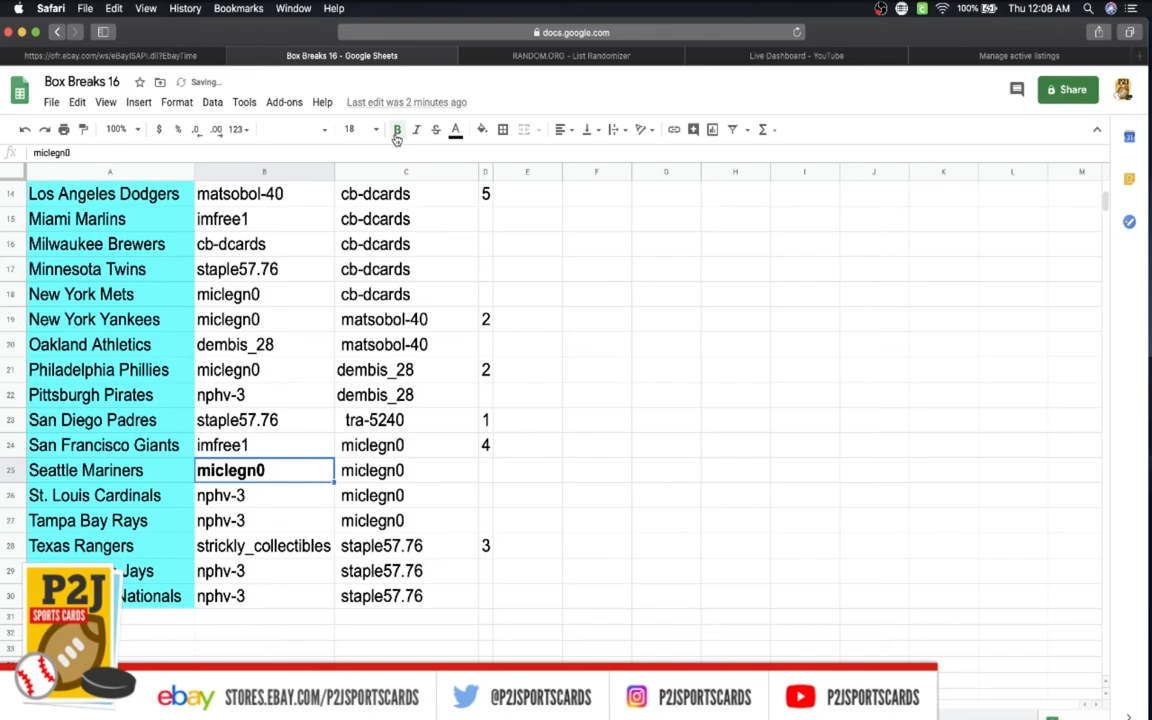 Safari File Edit View History Bookmarks Window Help 100% Thu 12:08 AM
docs.google.com
https://ofr.ebay.com/ws/eBayISAPI.dll?EbayTime Box Breaks 16 - Google Sheets RANDOM.ORG - List Randomizer Live Dashboard - YouTube Manage active listings
Box Breaks 16 Saving...
File Edit View Insert Format Data Tools Add-ons Help Last edit was 2 minutes ago Share
100% $ % .0 .00 123 18 B I S A
fx miclegn0
A B C D E F G H I J K L M
14 Los Angeles Dodgers matsobol-40 cb-dcards 5
15 Miami Marlins imfree1 cb-dcards
16 Milwaukee Brewers cb-dcards cb-dcards
17 Minnesota Twins staple57.76 cb-dcards
18 New York Mets miclegn0 cb-dcards
19 New York Yankees miclegn0 matsobol-40 2
20 Oakland Athletics dembis_28 matsobol-40
21 Philadelphia Phillies miclegn0 dembis_28 2
22 Pittsburgh Pirates nphv-3 dembis_28
23 San Diego Padres staple57.76 tra-5240 1
24 San Francisco Giants imfree1 miclegn0 4
25 Seattle Mariners miclegn0 miclegn0
26 St. Louis Cardinals nphv-3 miclegn0
27 Tampa Bay Rays nphv-3 miclegn0
28 Texas Rangers strickly_collectibles staple57.76 3
29 Jays nphv-3 staple57.76
30 Nationals nphv-3 staple57.76
31
32
33
P2J
SPORTS CARDS
ebay STORES.EBAY.COM/P2JSPORTSCARDS @P2JSPORTSCARDS P2JSPORTSCARDS P2JSPORTSCARDS